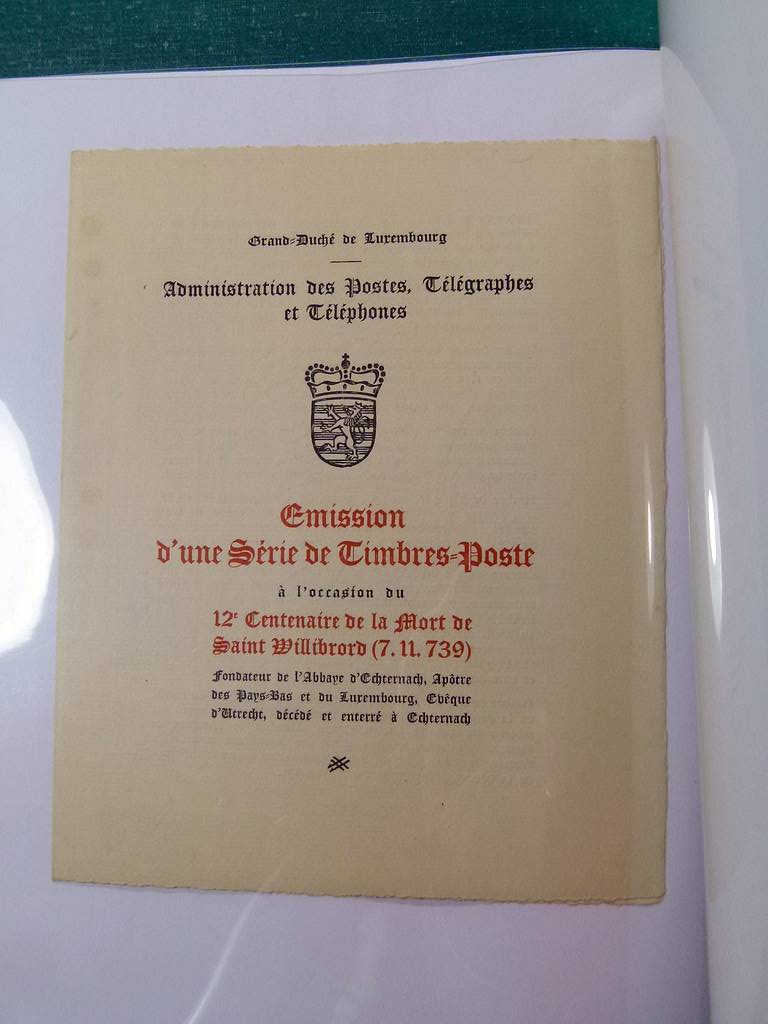 Grand-Duché de Luxembourg
Administration des Postes, Télégraphes
et Téléphones
Emission
d'une Série de Timbres-Poste
à l'occasion du
12e Centenaire de la Mort de
Saint Willibrord (7. 11. 739)
Fondateur de l'Abbaye d'Echternach, Apôtre
des Pays-Bas et du Luxembourg, Evêque
d'Utrecht, décédé et enterré à Echternach